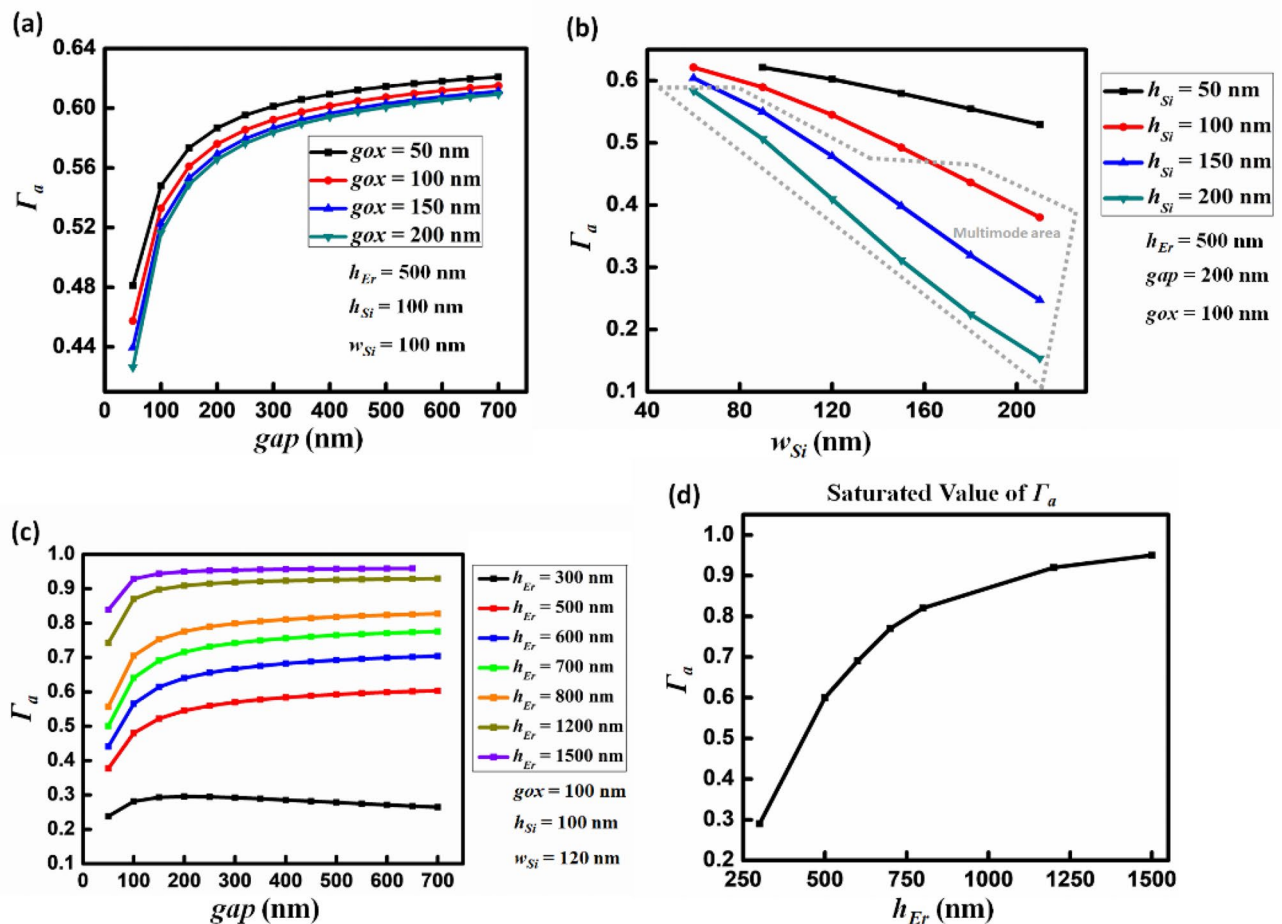 (a)
0.64
0.60
0.56
0.52
0.48
0.44
Γa
gox = 50 nm
gox = 100 nm
gox = 150 nm
gox = 200 nm
hEr = 500 nm
hSi = 100 nm
wSi = 100 nm
0 100 200 300 400 500 600 700
gap (nm)
(b)
0.6
0.5
0.4
0.3
0.2
0.1
Γa
Multimode area
40 80 120 160 200
wSi (nm)
hSi = 50 nm
hSi = 100 nm
hSi = 150 nm
hSi = 200 nm
hEr = 500 nm
gap = 200 nm
gox = 100 nm
(c)
1.0
0.9
0.8
0.7
0.6
0.5
0.4
0.3
0.2
0.1
Γa
0 100 200 300 400 500 600 700
gap (nm)
hEr = 300 nm
hEr = 500 nm
hEr = 600 nm
hEr = 700 nm
hEr = 800 nm
hEr = 1200 nm
hEr = 1500 nm
gox = 100 nm
hSi = 100 nm
wSi = 120 nm
(d)
Saturated Value of Γa
1.0
0.9
0.8
0.7
0.6
0.5
0.4
0.3
0.2
Γa
250 500 750 1000 1250 1500
hEr (nm)